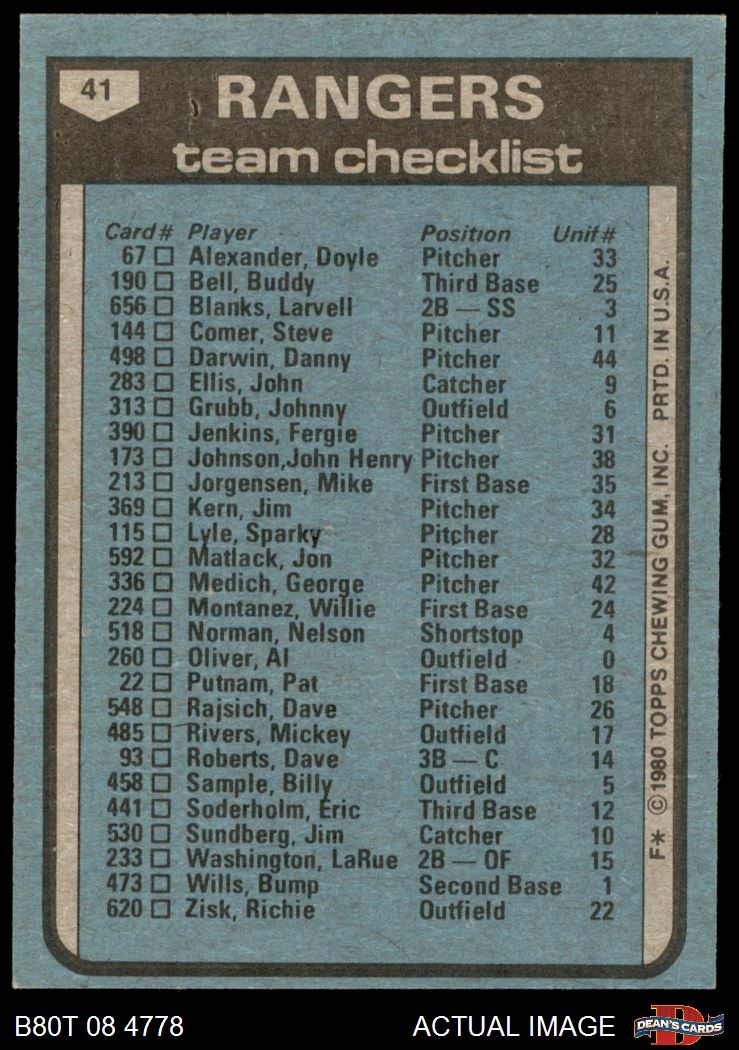 41
RANGERS
team checklist
Card # Player Position Unif #
67 Alexander, Doyle Pitcher 33
190 Bell, Buddy Third Base 25
656 Blanks, Larvell 2B — SS 3
144 Comer, Steve Pitcher 11
498 Darwin, Danny Pitcher 44
283 Ellis, John Catcher 9
313 Grubb, Johnny Outfield 6
390 Jenkins, Fergie Pitcher 31
173 Johnson,John Henry Pitcher 38
213 Jorgensen, Mike First Base 35
369 Kern, Jim Pitcher 34
115 Lyle, Sparky Pitcher 28
592 Matlack, Jon Pitcher 32
336 Medich, George Pitcher 42
224 Montanez, Willie First Base 24
518 Norman, Nelson Shortstop 4
260 Oliver, Al Outfield 0
22 Putnam, Pat First Base 18
548 Rajsich, Dave Pitcher 26
485 Rivers, Mickey Outfield 17
93 Roberts, Dave 3B — C 14
458 Sample, Billy Outfield 5
441 Soderholm, Eric Third Base 12
530 Sundberg, Jim Catcher 10
233 Washington, LaRue 2B — OF 15
473 Wills, Bump Second Base 1
620 Zisk, Richie Outfield 22
F* ©1980 TOPPS CHEWING GUM, INC. PRTD. IN U.S.A.
B80T 08 4778 ACTUAL IMAGE
D
DEAN'S CARDS